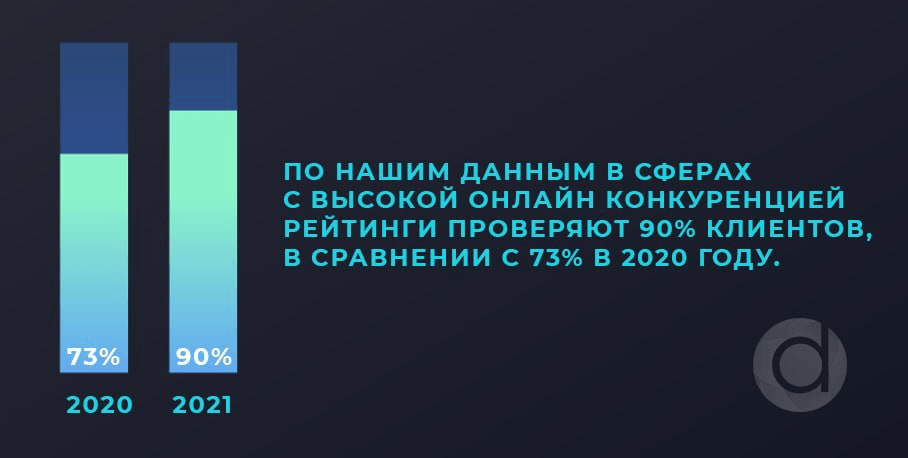 ПО НАШИМ ДАННЫМ В СФЕРАХ
С ВЫСОКОЙ ОНЛАЙН КОНКУРЕНЦИЕЙ
РЕЙТИНГИ ПРОВЕРЯЮТ 90% КЛИЕНТОВ,
В СРАВНЕНИИ С 73% В 2020 ГОДУ.
73% 90%
2020 2021
d